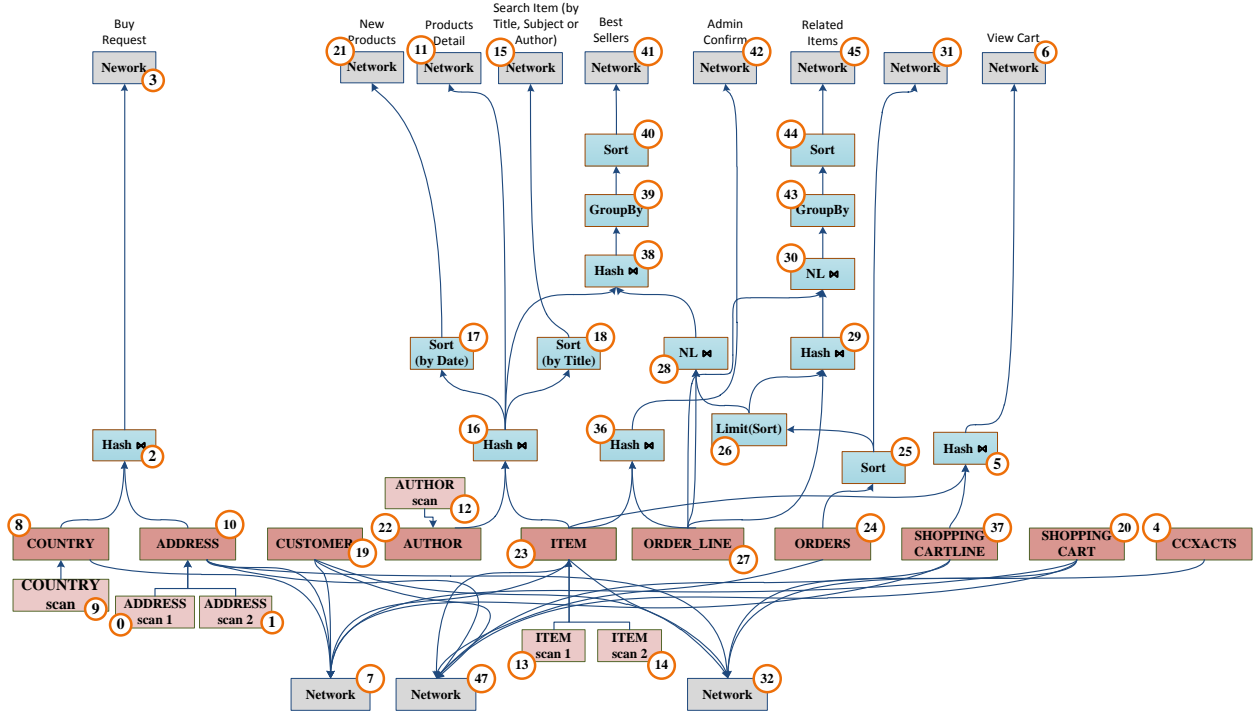 Buy
Request
New
Products
Products
Detail
Search Item (by
Title, Subject or
Author)
Best
Sellers
Admin
Confirm
Related
Items
View Cart
Nework
3
21
Network
11
Network
15
Network
41
Network
42
Network
45
Network
31
Network
6
Network
40
Sort
44
Sort
39
GroupBy
43
GroupBy
38
Hash ⋈
30
NL ⋈
17
Sort
(by Date)
18
Sort
(by Title)
NL ⋈
28
29
Hash ⋈
Hash ⋈
2
16
Hash ⋈
36
Hash ⋈
Limit(Sort)
26
25
Sort
Hash ⋈
5
AUTHOR
scan
12
8
COUNTRY
10
ADDRESS
CUSTOMER
19
22
AUTHOR
ITEM
23
ORDER_LINE
27
24
ORDERS
37
SHOPPING
CARTLINE
20
SHOPPING
CART
4
CCXACTS
COUNTRY
scan
9
ADDRESS
scan 1
0
ADDRESS
scan 2
1
ITEM
scan 1
13
ITEM
scan 2
14
Network
7
Network
47
Network
32